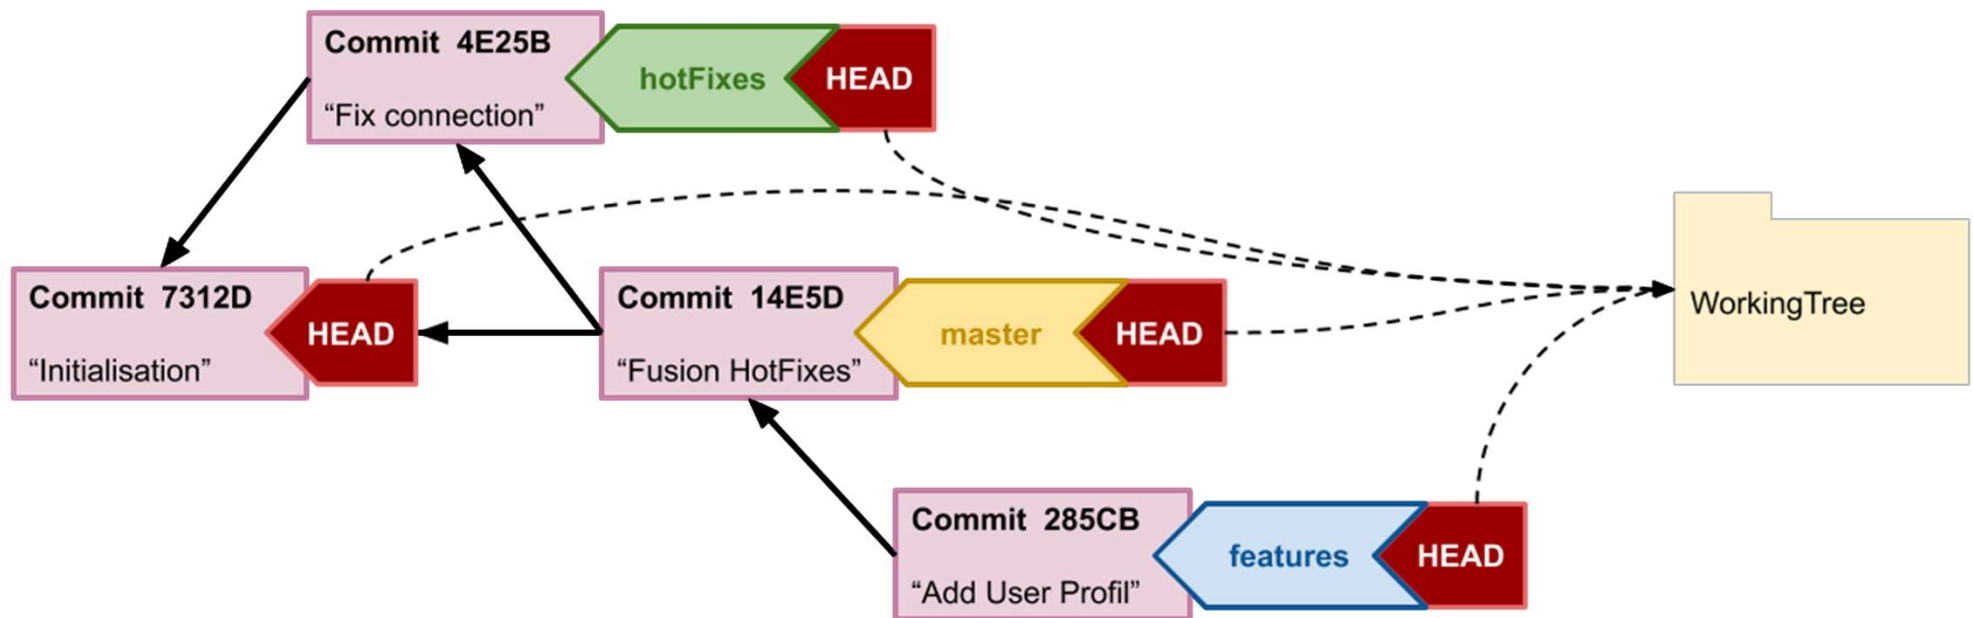 Commit 4E25B
“Fix connection”
hotFixes
HEAD
Commit 7312D
“Initialisation”
HEAD
Commit 14E5D
“Fusion HotFixes”
master
HEAD
WorkingTree
Commit 285CB
“Add User Profil”
features
HEAD